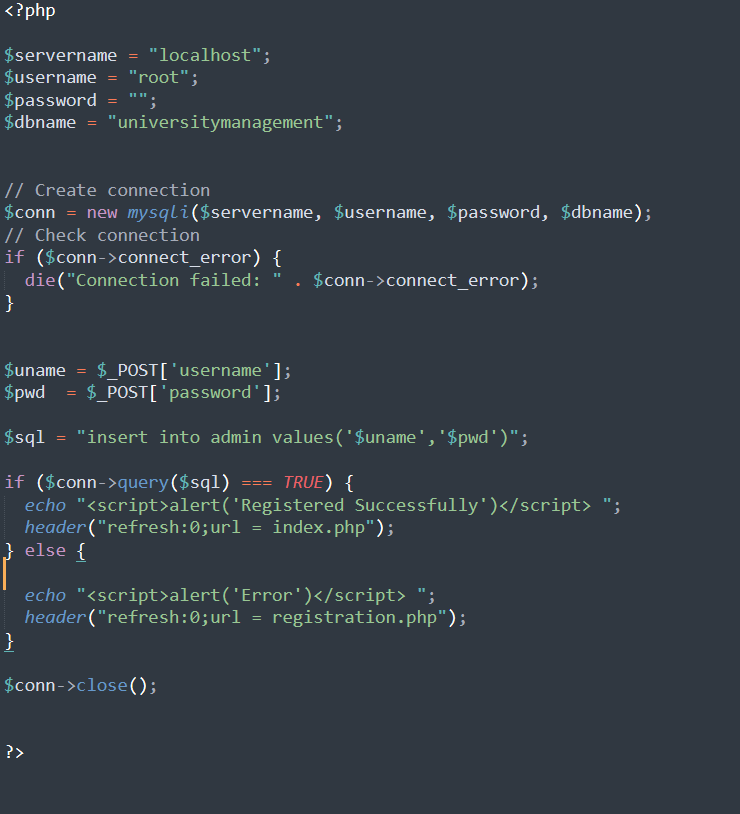 <?php
$servername = "localhost";
$username = "root";
$password = "";
$dbname = "universitymanagement";
// Create connection
$conn = new mysqli($servername, $username, $password, $dbname);
// Check connection
if ($conn->connect_error) {
die("Connection failed: " . $conn->connect_error);
}
$uname = $_POST['username'];
$pwd  = $_POST['password'];
$sql = "insert into admin values('$uname','$pwd')";
if ($conn->query($sql) === TRUE) {
echo "<script>alert('Registered Successfully')</script> ";
header("refresh:0;url = index.php");
} else {
echo "<script>alert('Error')</script> ";
header("refresh:0;url = registration.php");
}
$conn->close();
?>